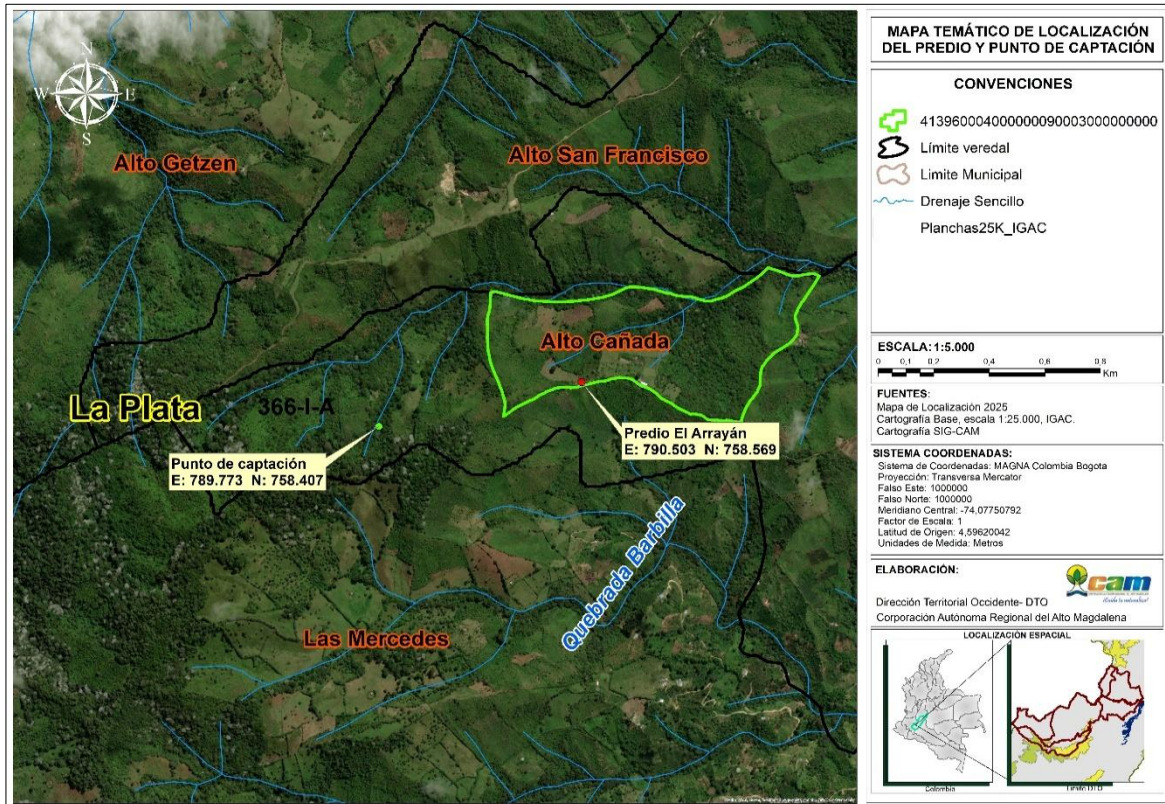 N
W
E
S
Alto Getzen
Alto San Francisco
Alto Cañada
La Plata
366-I-A
Punto de captación
E: 789.773 N: 758.407
Predio El Arrayán
E: 790.503 N: 758.569
Quebrada Barbilla
Las Mercedes
MAPA TEMÁTICO DE LOCALIZACIÓN
DEL PREDIO Y PUNTO DE CAPTACIÓN
CONVENCIONES
Límite veredal
Limite Municipal
Drenaje Sencillo
Planchas25K_IGAC
ESCALA: 1:5.000
0 0,1 0,2 0,4 0,6 0,8
Km
FUENTES:
Mapa de Localización 2025
Cartografía Base, escala 1:25.000, IGAC.
Cartografía SIG-CAM
SISTEMA COORDENADAS:
Sistema de Coordenadas: MAGNA Colombia Bogota
Proyección: Transversa Mercator
Falso Este: 1000000
Falso Norte: 1000000
Meridiano Central: -74,07750792
Factor de Escala: 1
Latitud de Origen: 4,59620042
Unidades de Medida: Metros
ELABORACIÓN:
cam
Dirección Territorial Occidente- DTO
Corporación Autónoma Regional del Alto Magdalena
LOCALIZACIÓN ESPACIAL
Colombia
Límite DTO